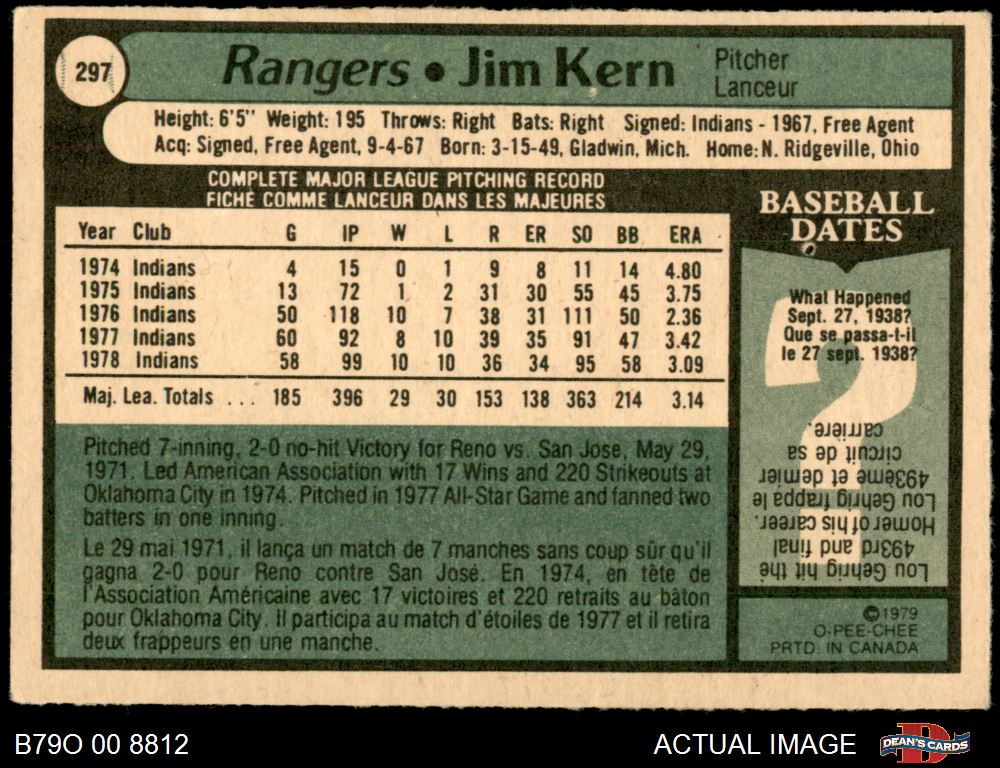 297
Rangers • Jim Kern
Pitcher
Lanceur
Height: 6'5" Weight: 195 Throws: Right Bats: Right Signed: Indians - 1967, Free Agent
Acq: Signed, Free Agent, 9-4-67 Born: 3-15-49, Gladwin, Mich. Home: N. Ridgeville, Ohio
COMPLETE MAJOR LEAGUE PITCHING RECORD
FICHE COMME LANCEUR DANS LES MAJEURES
Year Club G IP W L R ER SO BB ERA
1974 Indians 4 15 0 1 9 8 11 14 4.80
1975 Indians 13 72 1 2 31 30 55 45 3.75
1976 Indians 50 118 10 7 38 31 111 50 2.36
1977 Indians 60 92 8 10 39 35 91 47 3.42
1978 Indians 58 99 10 10 36 34 95 58 3.09
Maj. Lea. Totals ... 185 396 29 30 153 138 363 214 3.14
Pitched 7-inning, 2-0 no-hit Victory for Reno vs. San Jose, May 29,
1971. Led American Association with 17 Wins and 220 Strikeouts at
Oklahoma City in 1974. Pitched in 1977 All-Star Game and fanned two
batters in one inning.
Le 29 mai 1971, il lança un match de 7 manches sans coup sûr qu'il
gagna 2-0 pour Reno contre San José. En 1974, en tête de
l'Association Américaine avec 17 victoires et 220 retraits au bâton
pour Oklahoma City. Il participa au match d'étoiles de 1977 et il retira
deux frappeurs en une manche.
BASEBALL
DATES
What Happened
Sept. 27, 1938?
Que se passa-t-il
le 27 sept. 1938?
Lou Gehrig hit the
493rd and final
Homer of his career.
Lou Gehrig frappa le
493ème et dernier
circuit de sa
carrière.
©1979
O-PEE-CHEE
PRTD. IN CANADA
B79O 00 8812
ACTUAL IMAGE
DEAN'S CARDS